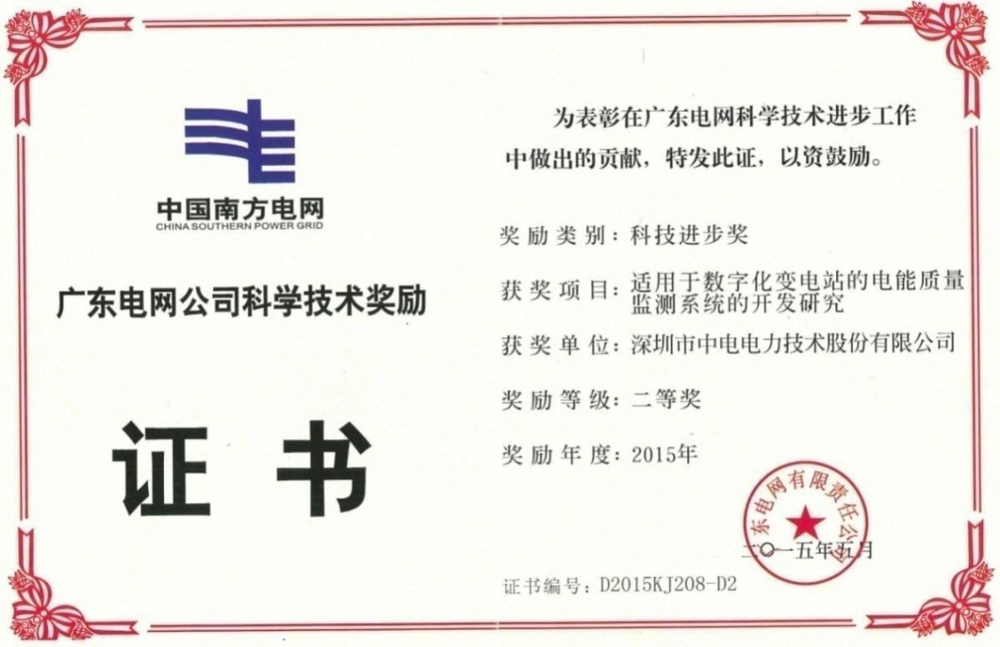 中国南方电网
CHINA SOUTHERN POWER GRID
广东电网公司科学技术奖励
证书
为表彰在广东电网科学技术进步工作
中做出的贡献，特发此证，以资鼓励。
奖励类别：科技进步奖
获奖项目：适用于数字化变电站的电能质量
监测系统的开发研究
获奖单位：深圳市中电电力技术股份有限公司
奖励等级：二等奖
奖励年度：2015年
东电网有限责任公司
二〇一五年五月
证书编号：D2015KJ208-D2